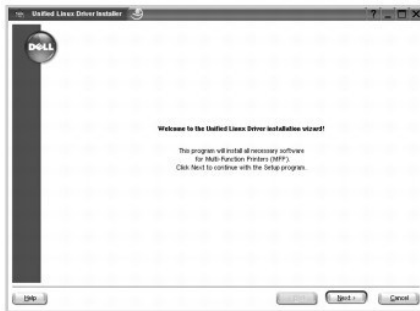 Unified Linux Driver Installer
DELL
Welcome to the Unified Linux Driver installation wizard!
This program will install all necessary software
for Multi-Function Printers (MFP).
Click Next to continue with the Setup program.
Help
Next >
Cancel